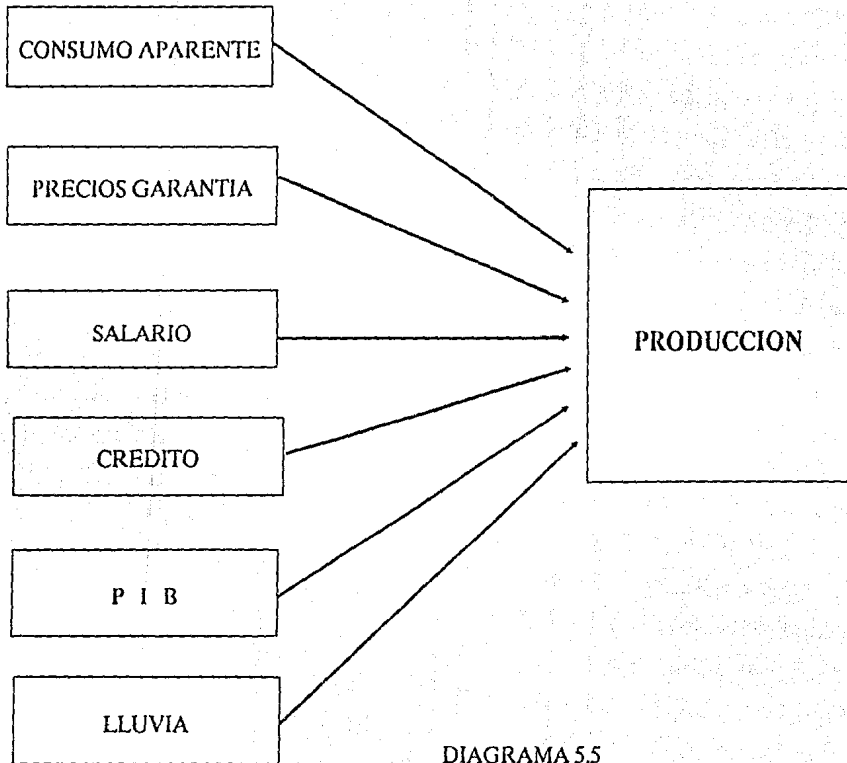 CONSUMO APARENTE
PRECIOS GARANTIA
SALARIO
PRODUCCION
CREDITO
P I B
LLUVIA
DIAGRAMA 5.5